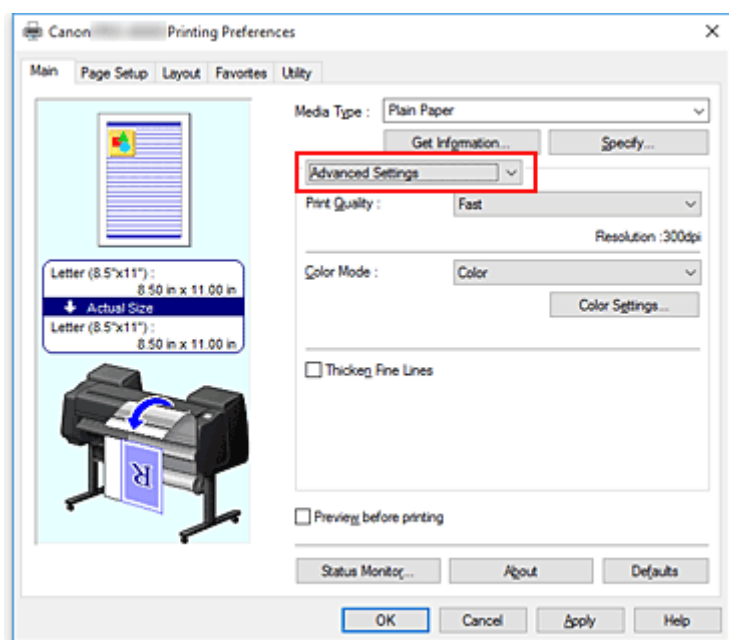 Canon Printing Preferences
Main Page Setup Layout Favorites Utility
Media Type : Plain Paper
Get Information... Specify...
Advanced Settings
Print Quality : Fast
Resolution :300dpi
Color Mode : Color
Color Settings...
Thicken Fine Lines
Letter (8.5"x11") :
8.50 in x 11.00 in
Actual Size
Letter (8.5"x11") :
8.50 in x 11.00 in
R
Preview before printing
Status Monitor... About Defaults
OK Cancel Apply Help